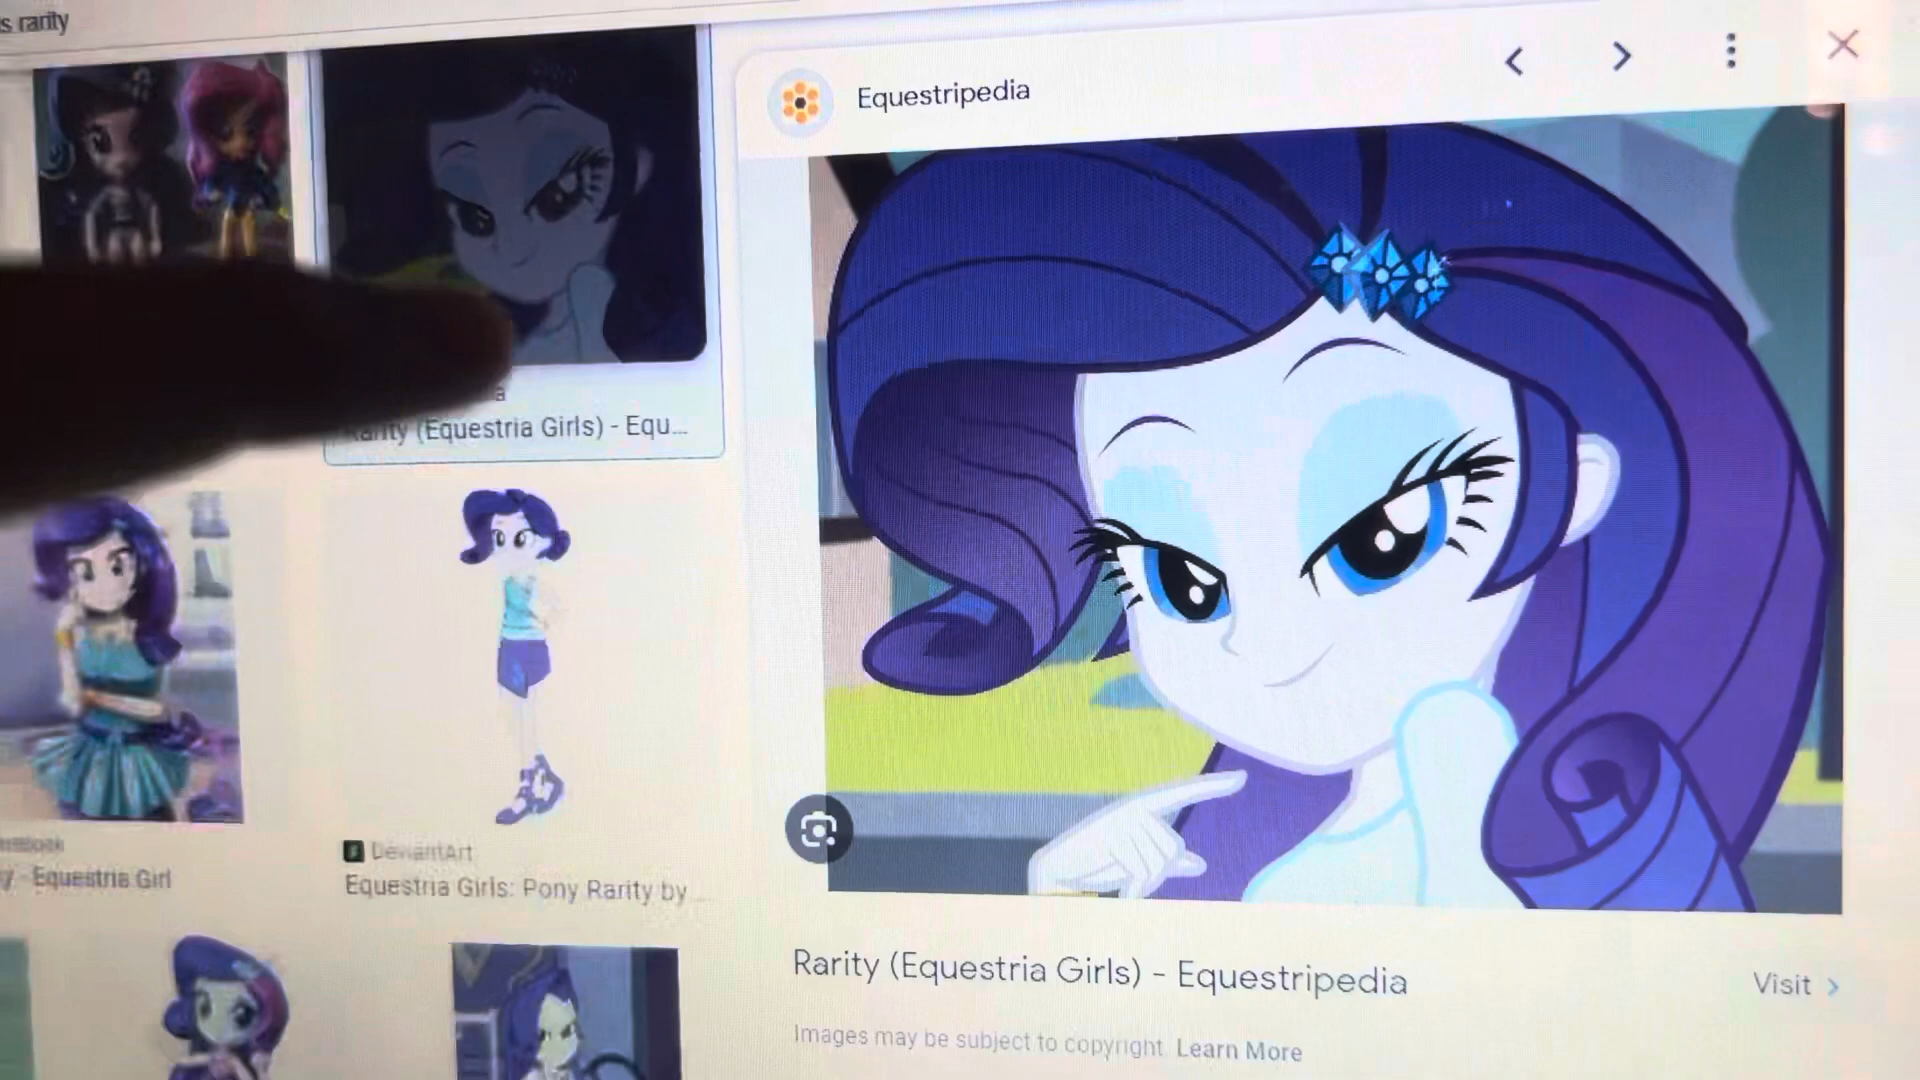 s rarity
Equestripedia
Rarity (Equestria Girls) - Equ...
DeviantArt
y - Equestria Girl
Equestria Girls: Pony Rarity by ...
Rarity (Equestria Girls) - Equestripedia
Visit >
Images may be subject to copyright. Learn More